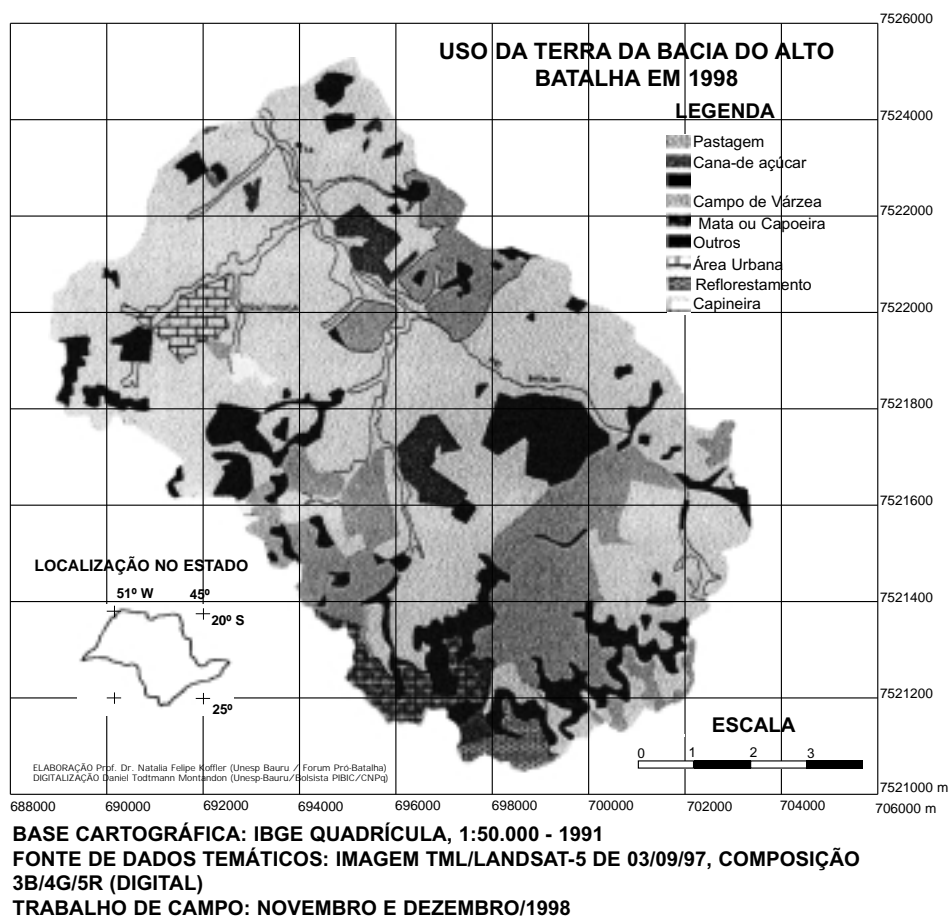 USO DA TERRA DA BACIA DO ALTO
BATALHA EM 1998
LEGENDA
Pastagem
Cana-de açúcar
Campo de Várzea
Mata ou Capoeira
Outros
Área Urbana
Reflorestamento
Capineira
7526000
7524000
7522000
7522000
7521800
7521600
7521400
7521200
7521000 m
LOCALIZAÇÃO NO ESTADO
51º W
45º
20º S
25º
ESCALA
0 1 2 3
ELABORAÇÃO Prof. Dr. Natalia Felipe Koffler (Unesp Bauru / Forum Pró-Batalha)
DIGITALIZAÇÃO Daniel Todtmann Montandon (Unesp-Bauru/Bolsista PIBIC/CNPq)
688000 690000 692000 694000 696000 698000 700000 702000 704000 706000 m
BASE CARTOGRÁFICA: IBGE QUADRÍCULA, 1:50.000 - 1991
FONTE DE DADOS TEMÁTICOS: IMAGEM TML/LANDSAT-5 DE 03/09/97, COMPOSIÇÃO
3B/4G/5R (DIGITAL)
TRABALHO DE CAMPO: NOVEMBRO E DEZEMBRO/1998